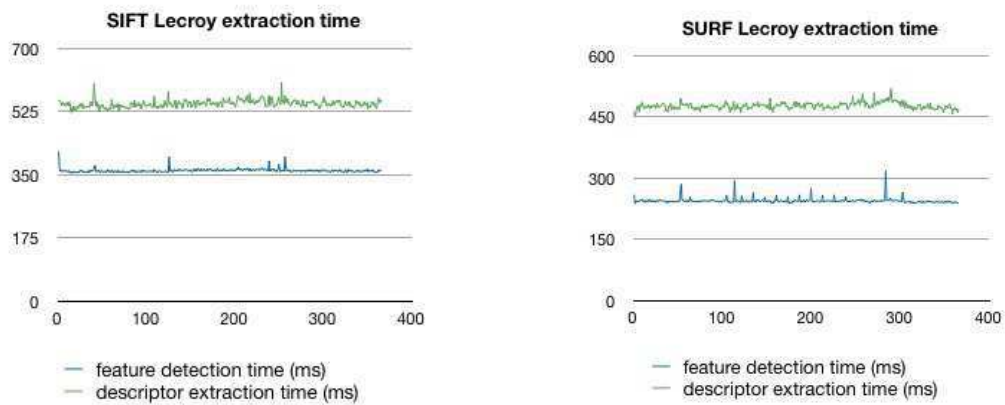 SIFT Lecroy extraction time
700
525
350
175
0
0 100 200 300 400
feature detection time (ms)
descriptor extraction time (ms)
SURF Lecroy extraction time
600
450
300
150
0
0 100 200 300 400
feature detection time (ms)
descriptor extraction time (ms)